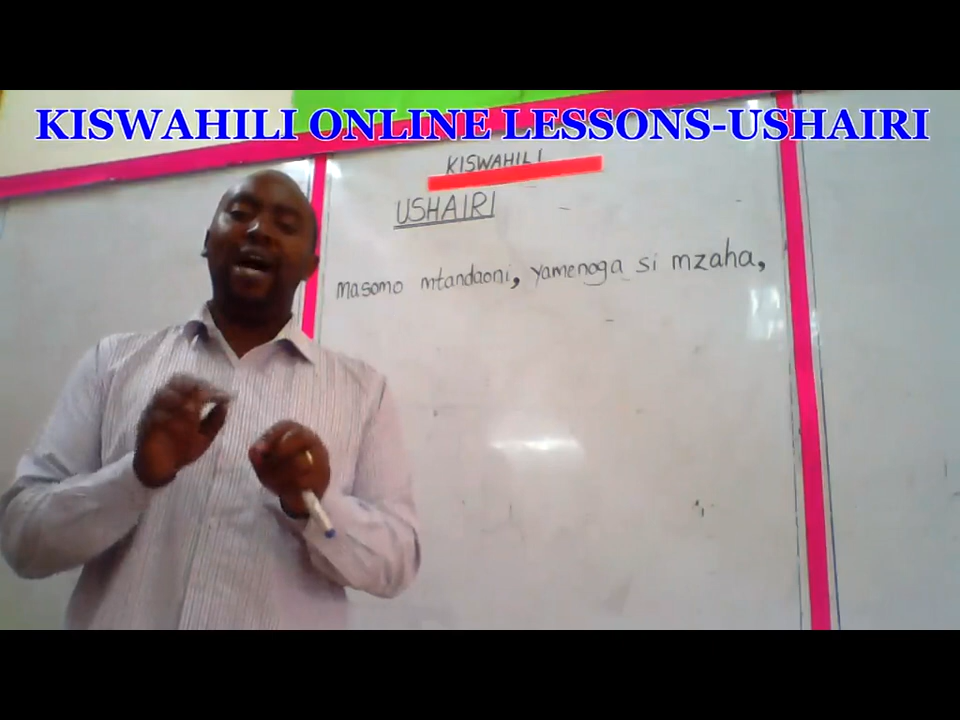 KISWAHILI ONLINE LESSONS-USHAIRI
KISWAHILI
USHAIRI
masomo mtandaoni, yamenoga si mzaha,